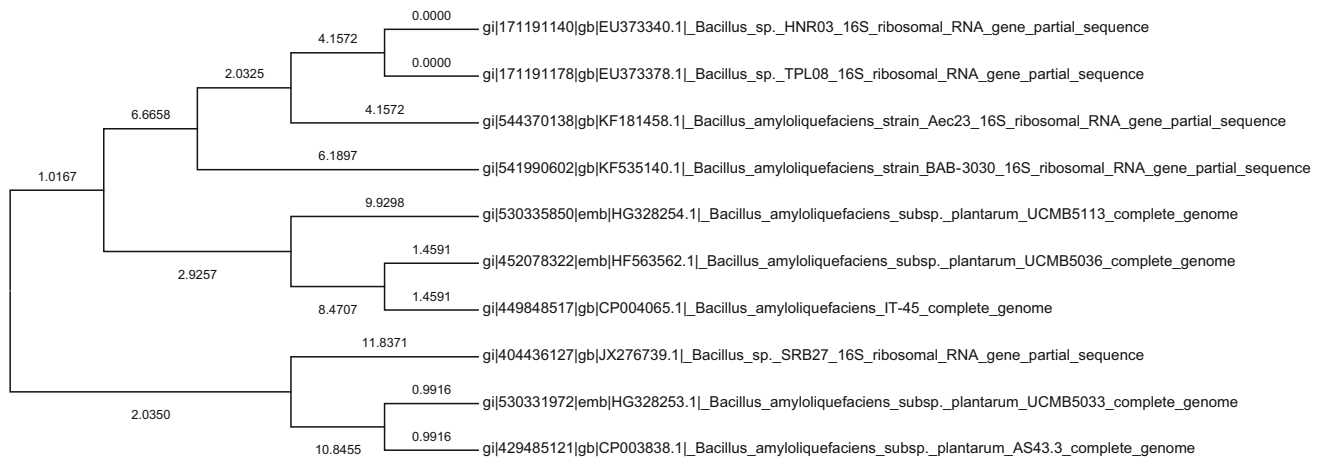 0.0000
gi|171191140|gb|EU373340.1|_Bacillus_sp._HNR03_16S_ribosomal_RNA_gene_partial_sequence
4.1572
0.0000
gi|171191178|gb|EU373378.1|_Bacillus_sp._TPL08_16S_ribosomal_RNA_gene_partial_sequence
2.0325
4.1572
gi|544370138|gb|KF181458.1|_Bacillus_amyloliquefaciens_strain_Aec23_16S_ribosomal_RNA_gene_partial_sequence
6.6658
6.1897
gi|541990602|gb|KF535140.1|_Bacillus_amyloliquefaciens_strain_BAB-3030_16S_ribosomal_RNA_gene_partial_sequence
1.0167
9.9298
gi|530335850|emb|HG328254.1|_Bacillus_amyloliquefaciens_subsp._plantarum_UCMB5113_complete_genome
2.9257
1.4591
gi|452078322|emb|HF563562.1|_Bacillus_amyloliquefaciens_subsp._plantarum_UCMB5036_complete_genome
8.4707
1.4591
gi|449848517|gb|CP004065.1|_Bacillus_amyloliquefaciens_IT-45_complete_genome
11.8371
gi|404436127|gb|JX276739.1|_Bacillus_sp._SRB27_16S_ribosomal_RNA_gene_partial_sequence
2.0350
0.9916
gi|530331972|emb|HG328253.1|_Bacillus_amyloliquefaciens_subsp._plantarum_UCMB5033_complete_genome
10.8455
0.9916
gi|429485121|gb|CP003838.1|_Bacillus_amyloliquefaciens_subsp._plantarum_AS43.3_complete_genome